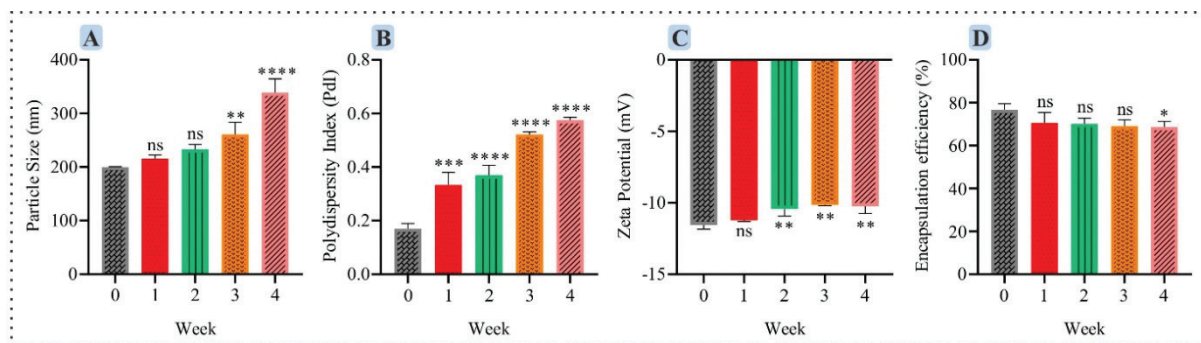 A
Particle Size (nm)
400
300
200
100
0
ns
ns
**
****
0 1 2 3 4
Week
B
Polydispersity Index (PdI)
0.8
0.6
0.4
0.2
0.0
***
****
****
****
0 1 2 3 4
Week
C
Zeta Potential (mV)
0
-5
-10
-15
ns
**
**
**
0 1 2 3 4
Week
D
Encapsulation efficiency (%)
100
80
60
40
20
0
ns
ns
ns
*
0 1 2 3 4
Week